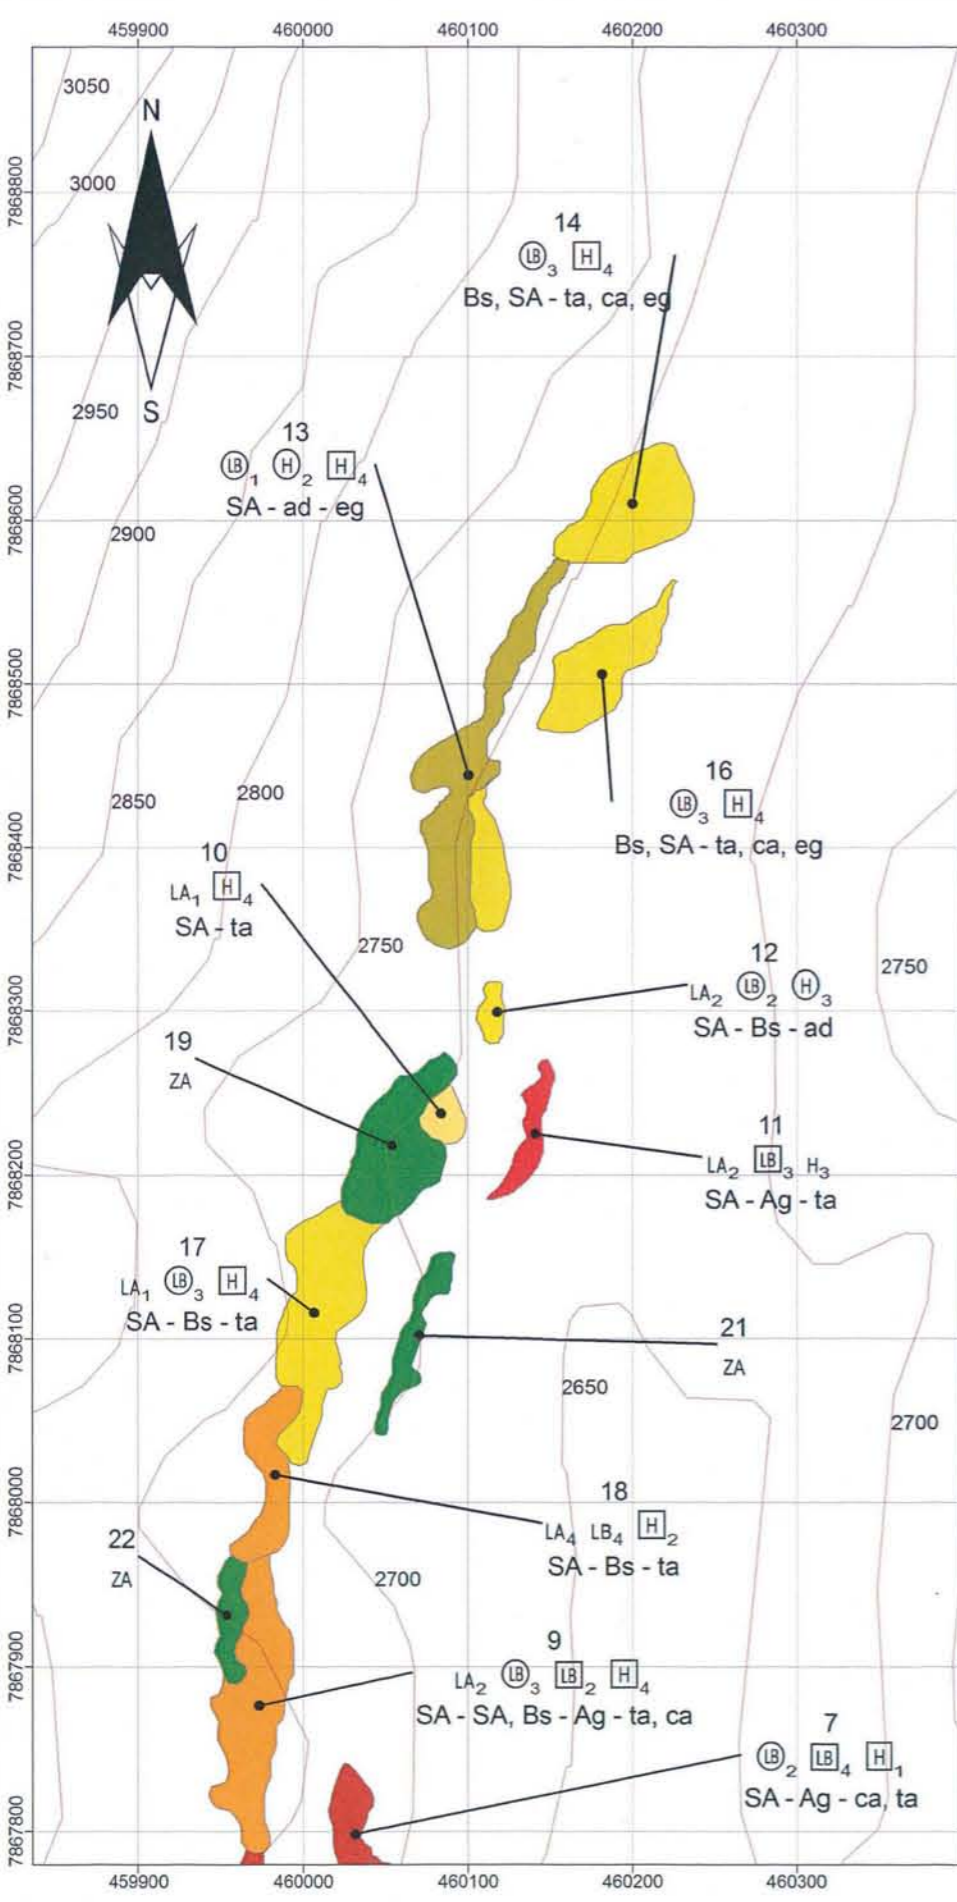 459900 460000 460100 460200 460300
3050
N
7868800
3000
14
LB3 H4
Bs, SA - ta, ca, eg
7868700
2950
S
13
LB1 H2 H4
SA - ad - eg
7868600
2900
7868500
16
LB3 H4
Bs, SA - ta, ca, eg
2850
2800
7868400
10
LA1 H4
SA - ta
2750
12
LA2 LB2 H3
SA - Bs - ad
2750
7868300
19
ZA
11
LA2 LB3 H3
SA - Ag - ta
7868200
17
LA1 LB3 H4
SA - Bs - ta
7868100
21
ZA
2650
2700
18
LA4 LB4 H2
SA - Bs - ta
7868000
22
ZA
2700
9
LA2 LB3 LB2 H4
SA - SA, Bs - Ag - ta, ca
7867900
7
LB2 LB4 H1
SA - Ag - ca, ta
7867800
459900 460000 460100 460200 460300